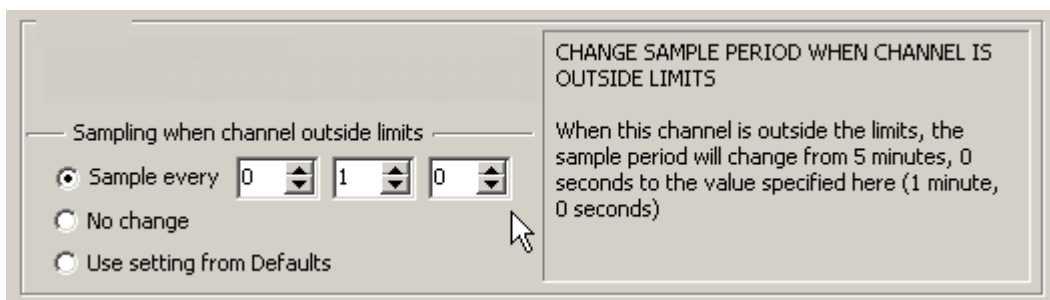 Sampling when channel outside limits
Sample every 0 1 0
No change
Use setting from Defaults
CHANGE SAMPLE PERIOD WHEN CHANNEL IS
OUTSIDE LIMITS
When this channel is outside the limits, the
sample period will change from 5 minutes, 0
seconds to the value specified here (1 minute,
0 seconds)